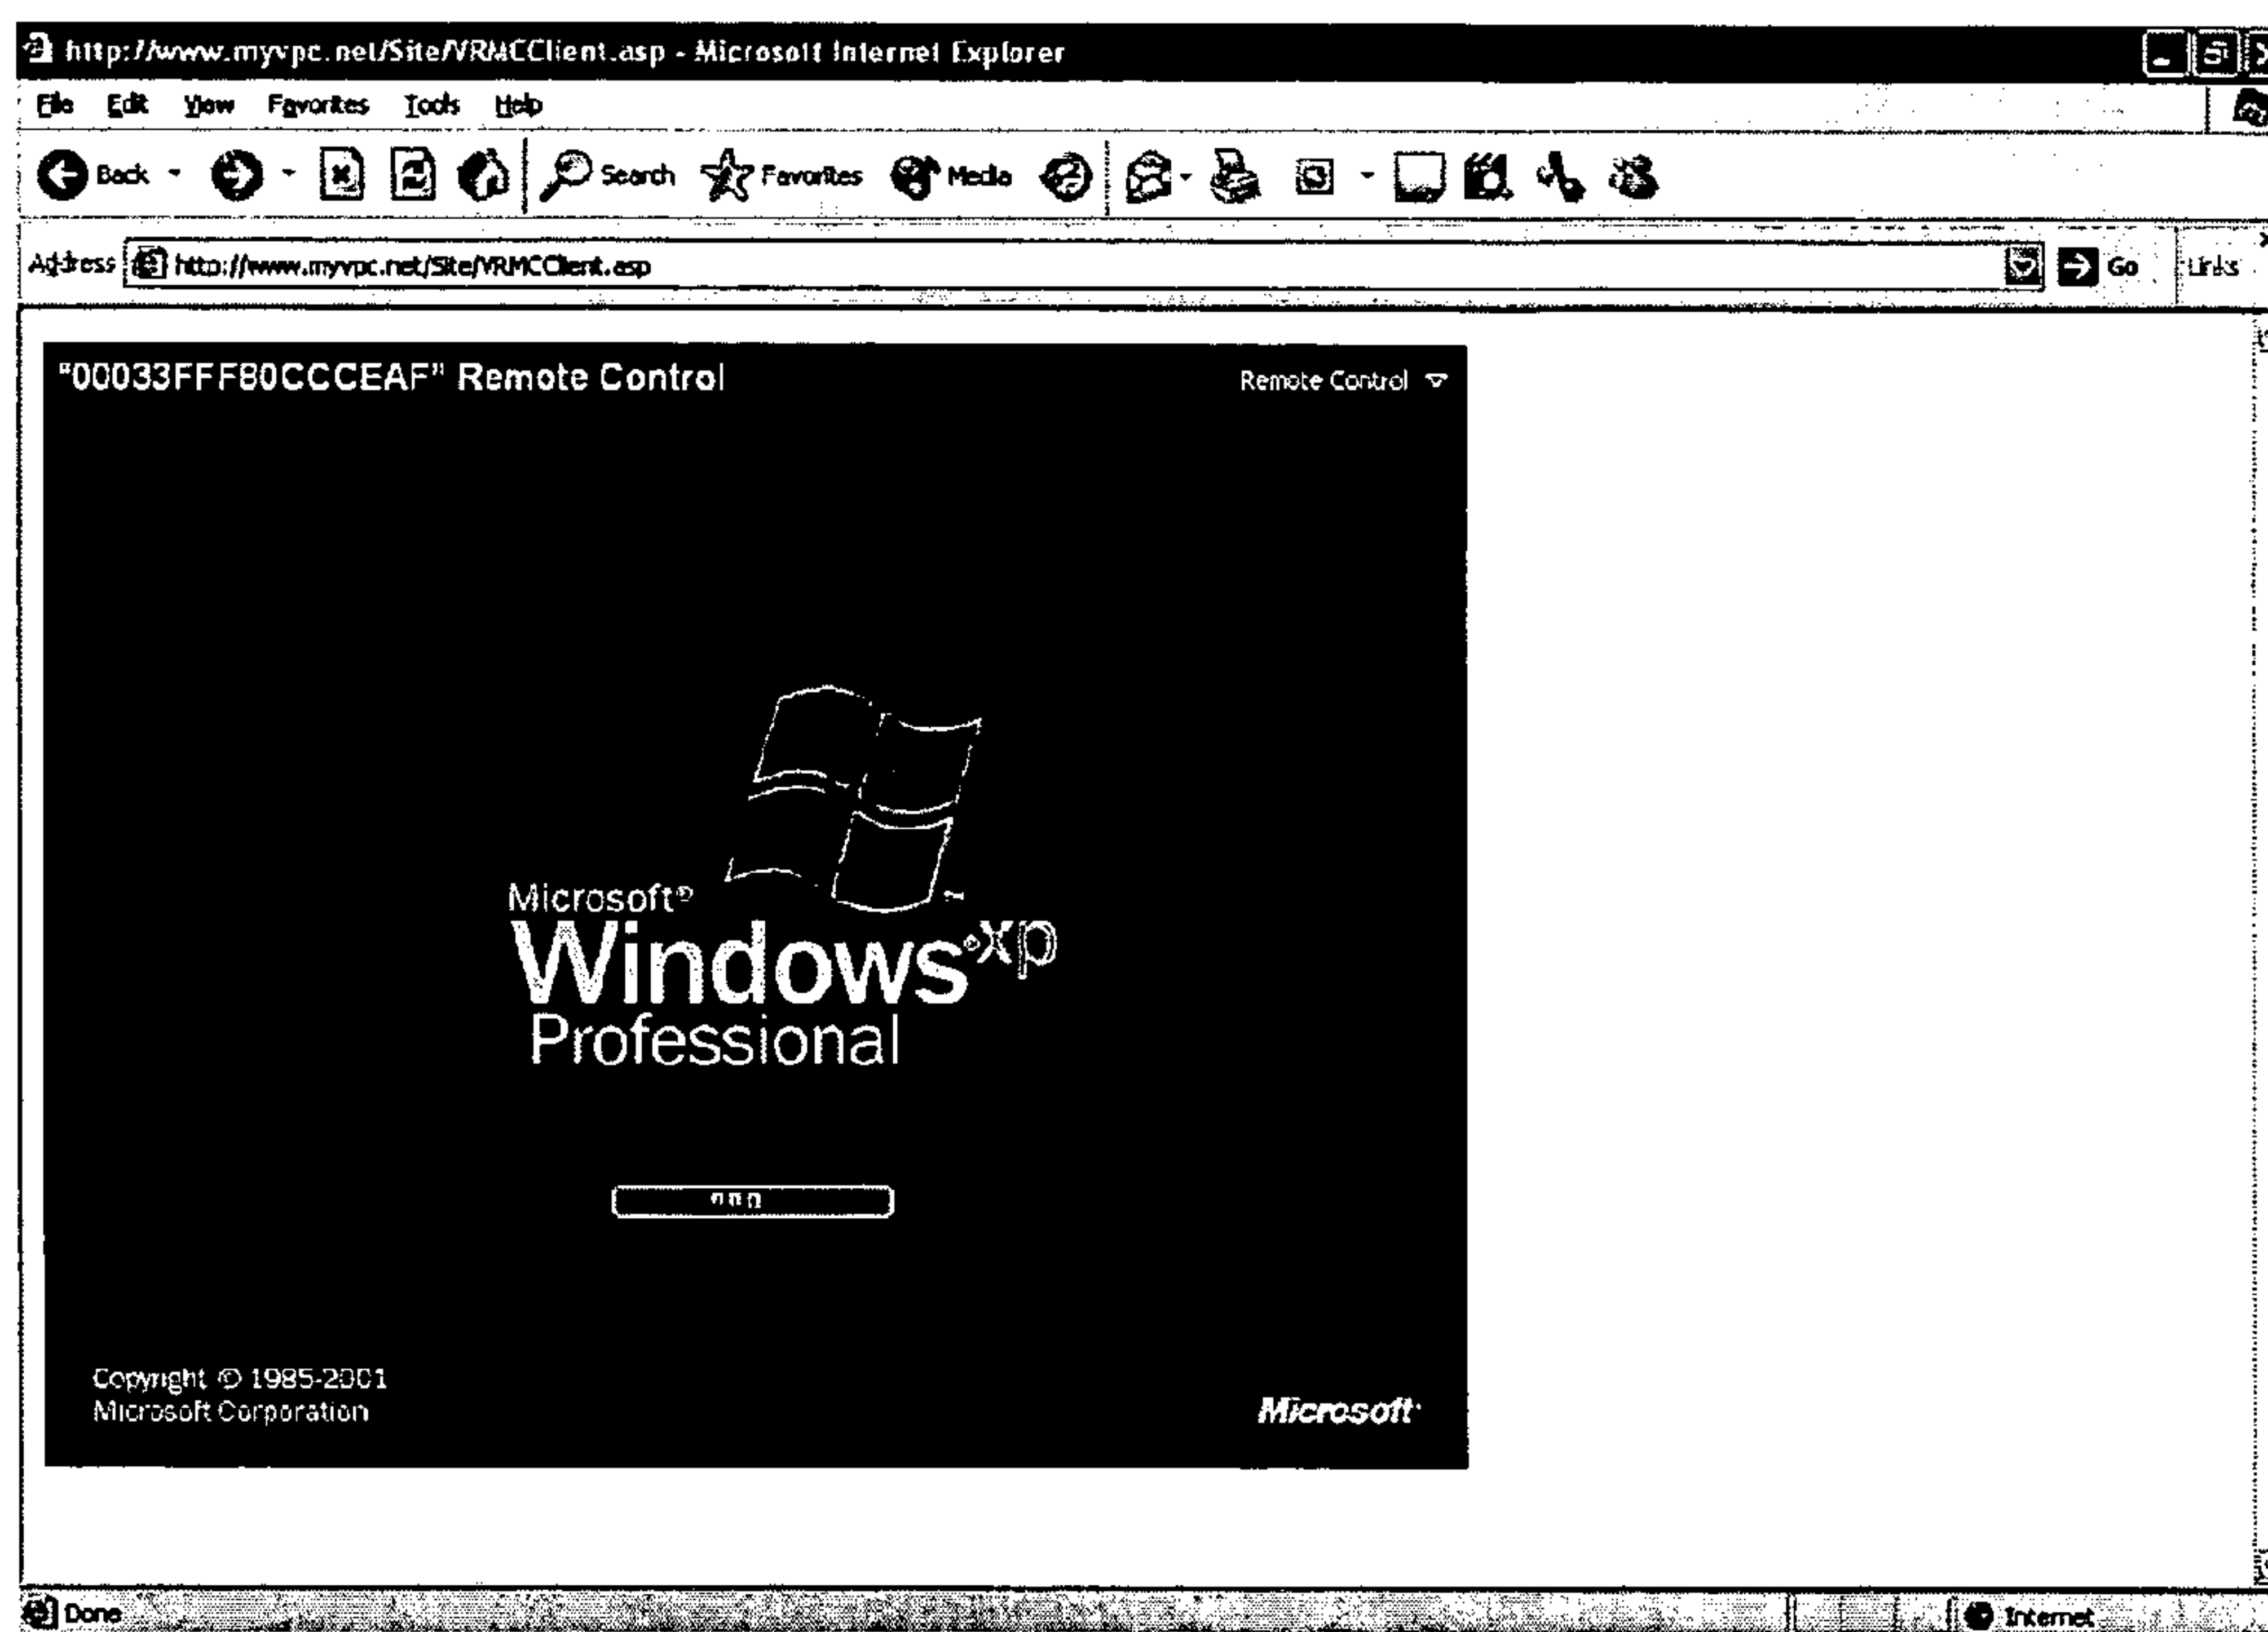 http://www.myvpc.net/Site/VRMCClient.asp - Microsoft Internet Explorer
File Edit View Favorites Tools Help
Back Search Favorites Media
Address http://www.myvpc.net/Site/VRMCClient.asp Go Links
"00033FFF80CCCEAF" Remote Control Remote Control
Microsoft®
Windows® xp
Professional
Copyright © 1985-2001
Microsoft Corporation
Microsoft®
Done Internet